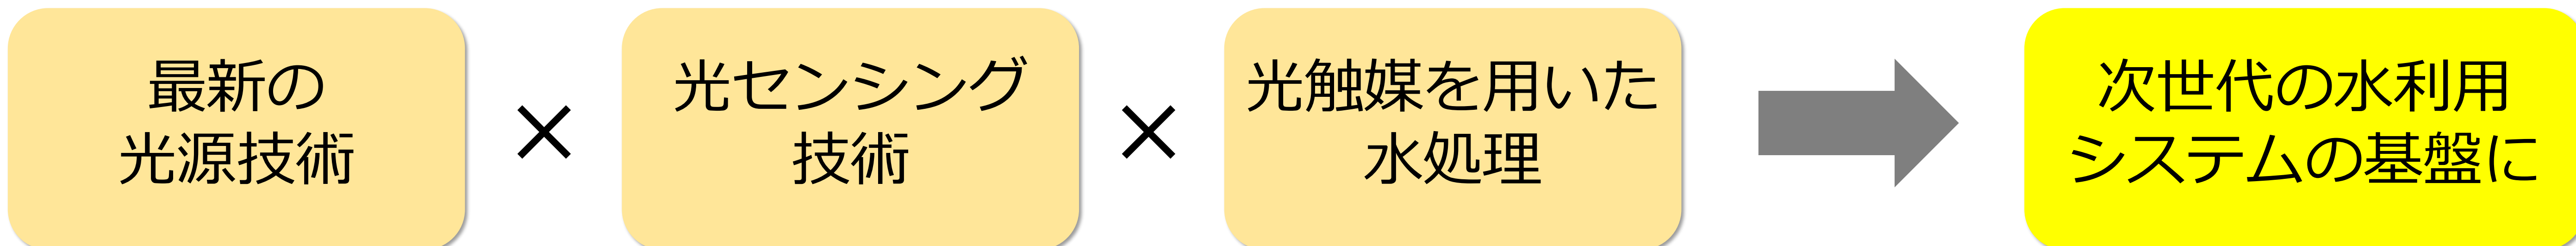 最新の
光源技術
×
光センシング
技術
×
光触媒を用いた
水処理
次世代の水利用
システムの基盤に